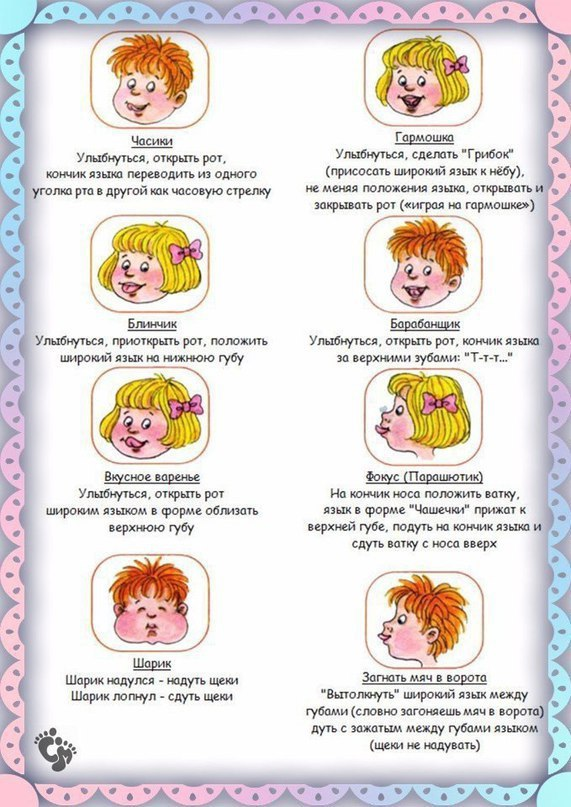 Часики
Улыбнуться, открыть рот,
кончик языка переводить из одного
уголка рта в другой как часовую стрелку
Гармошка
Улыбнуться, сделать "Грибок"
(присосать широкий язык к нёбу),
не меняя положения языка, открывать и
закрывать рот («играя на гармошке»)
Блинчик
Улыбнуться, приоткрыть рот, положить
широкий язык на нижнюю губу
Барабанщик
Улыбнуться, открыть рот, кончик языка
за верхними зубами: "Т-т-т..."
Вкусное варенье
Улыбнуться, открыть рот
широким языком в форме облизать
верхнюю губу
Фокус (Парашютик)
На кончик носа положить ватку,
язык в форме "Чашечки" прижат к
верхней губе, подуть на кончик языка и
сдуть ватку с носа вверх
Шарик
Шарик надулся - надуть щеки
Шарик лопнул - сдуть щеки
Загнать мяч в ворота
"Вытолкнуть" широкий язык между
губами (словно загоняешь мяч в ворота)
дуть с зажатым между губами языком
(щеки не надувать)
СМ